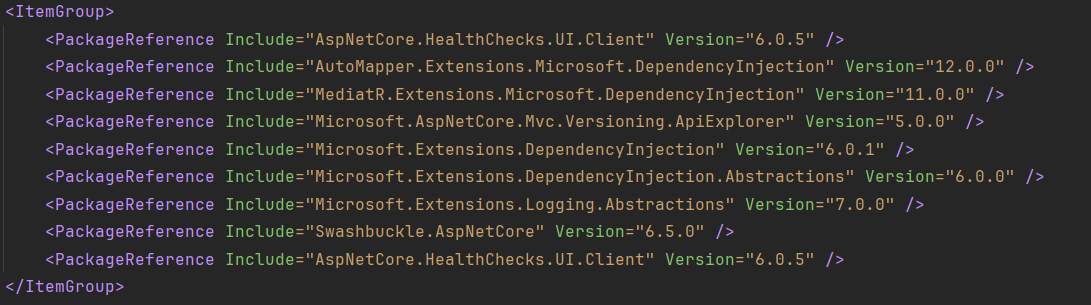 <ItemGroup>
    <PackageReference Include="AspNetCore.HealthChecks.UI.Client" Version="6.0.5" />
    <PackageReference Include="AutoMapper.Extensions.Microsoft.DependencyInjection" Version="12.0.0" />
    <PackageReference Include="MediatR.Extensions.Microsoft.DependencyInjection" Version="11.0.0" />
    <PackageReference Include="Microsoft.AspNetCore.Mvc.Versioning.ApiExplorer" Version="5.0.0" />
    <PackageReference Include="Microsoft.Extensions.DependencyInjection" Version="6.0.1" />
    <PackageReference Include="Microsoft.Extensions.DependencyInjection.Abstractions" Version="6.0.0" />
    <PackageReference Include="Microsoft.Extensions.Logging.Abstractions" Version="7.0.0" />
    <PackageReference Include="Swashbuckle.AspNetCore" Version="6.5.0" />
    <PackageReference Include="AspNetCore.HealthChecks.UI.Client" Version="6.0.5" />
</ItemGroup>